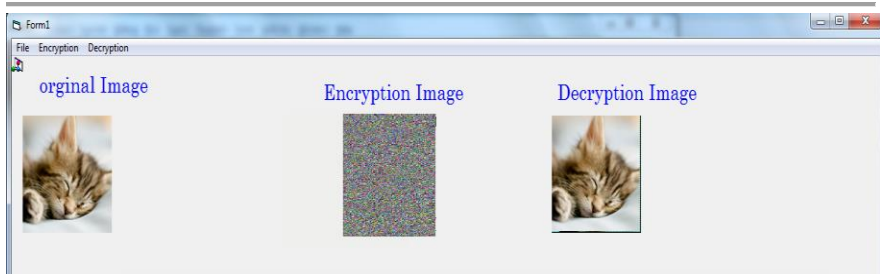 Form1
File Encryption Decryption
orginal Image
Encryption Image
Decryption Image